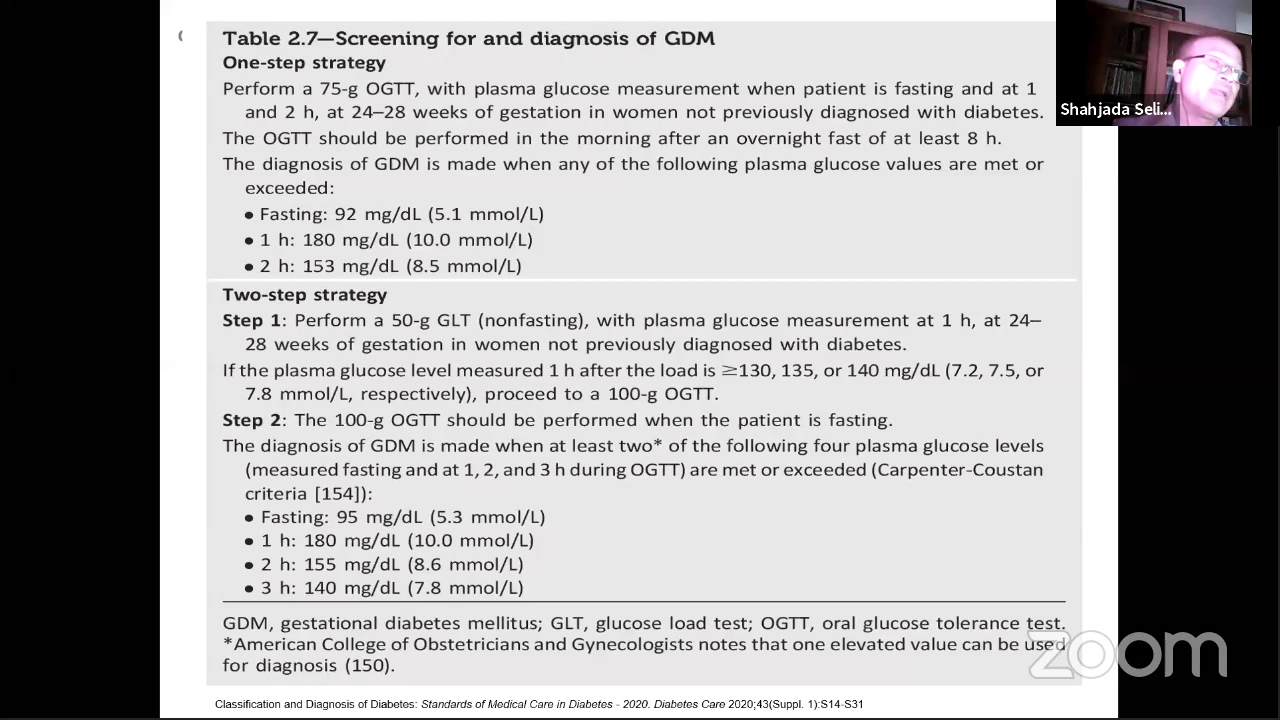 Table 2.7—Screening for and diagnosis of GDM
One-step strategy
Perform a 75-g OGTT, with plasma glucose measurement when patient is fasting and at 1
and 2 h, at 24–28 weeks of gestation in women not previously diagnosed with diabetes.
The OGTT should be performed in the morning after an overnight fast of at least 8 h.
The diagnosis of GDM is made when any of the following plasma glucose values are met or
exceeded:
• Fasting: 92 mg/dL (5.1 mmol/L)
• 1 h: 180 mg/dL (10.0 mmol/L)
• 2 h: 153 mg/dL (8.5 mmol/L)
Two-step strategy
Step 1: Perform a 50-g GLT (nonfasting), with plasma glucose measurement at 1 h, at 24–
28 weeks of gestation in women not previously diagnosed with diabetes.
If the plasma glucose level measured 1 h after the load is ≥130, 135, or 140 mg/dL (7.2, 7.5, or
7.8 mmol/L, respectively), proceed to a 100-g OGTT.
Step 2: The 100-g OGTT should be performed when the patient is fasting.
The diagnosis of GDM is made when at least two* of the following four plasma glucose levels
(measured fasting and at 1, 2, and 3 h during OGTT) are met or exceeded (Carpenter-Coustan
criteria [154]):
• Fasting: 95 mg/dL (5.3 mmol/L)
• 1 h: 180 mg/dL (10.0 mmol/L)
• 2 h: 155 mg/dL (8.6 mmol/L)
• 3 h: 140 mg/dL (7.8 mmol/L)
GDM, gestational diabetes mellitus; GLT, glucose load test; OGTT, oral glucose tolerance test.
*American College of Obstetricians and Gynecologists notes that one elevated value can be used
for diagnosis (150).
Classification and Diagnosis of Diabetes: Standards of Medical Care in Diabetes - 2020. Diabetes Care 2020;43(Suppl. 1):S14-S31
Shahjada Seli...
zoom